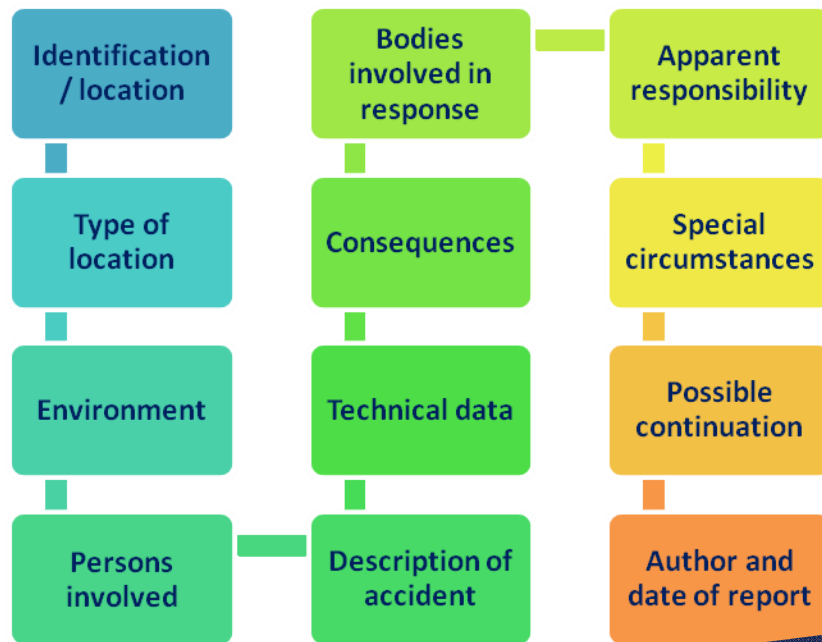 Identification
/ location
Type of
location
Environment
Persons
involved
Description of
accident
Technical data
Consequences
Bodies
involved in
response
Apparent
responsibility
Special
circumstances
Possible
continuation
Author and
date of report